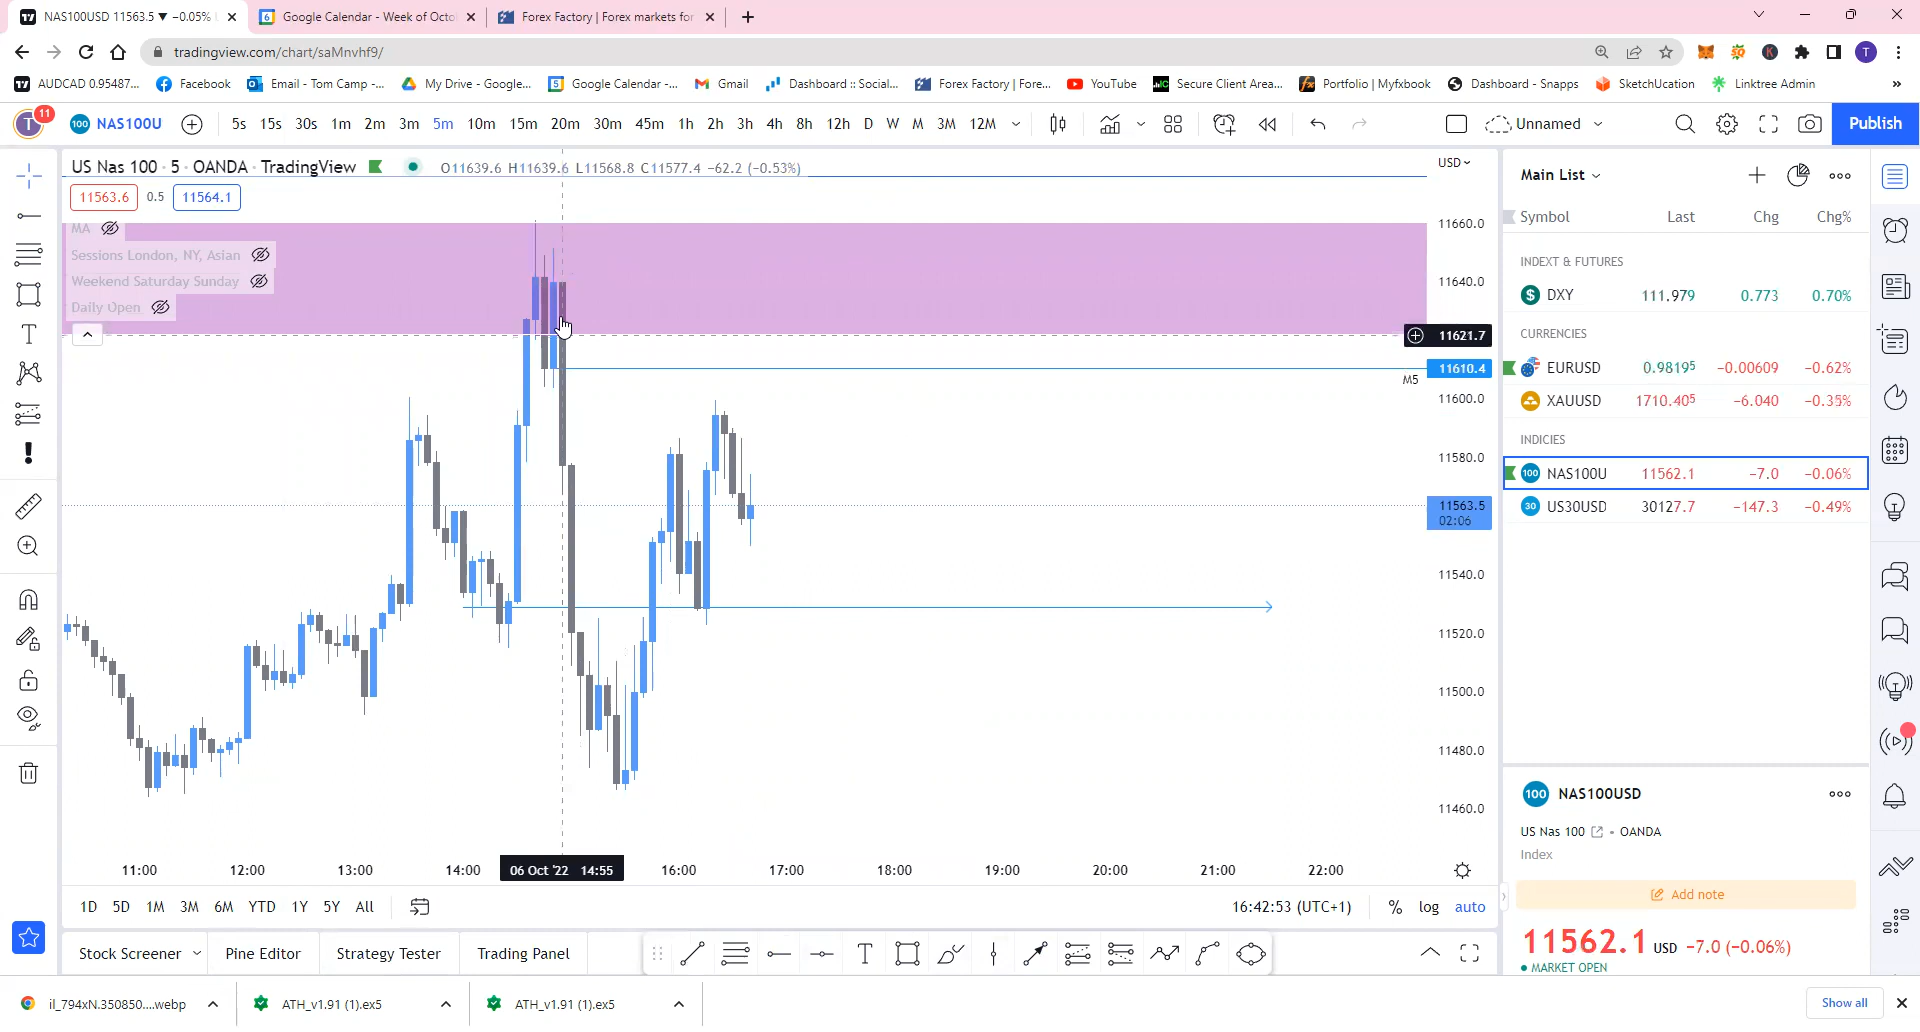 NAS100USD 11563.5 ▼ −0.05% L
Google Calendar - Week of Octo
Forex Factory | Forex markets for
tradingview.com/chart/saMnvhf9/
AUDCAD 0.95487...
Facebook
Email - Tom Camp -...
My Drive - Google...
Google Calendar -...
Gmail
Dashboard :: Social...
Forex Factory | Fore...
YouTube
Secure Client Area...
Portfolio | Myfxbook
Dashboard - Snapps
SketchUcation
Linktree Admin
»
T 11
100 NAS100U
5s 15s 30s 1m 2m 3m 5m 10m 15m 20m 30m 45m 1h 2h 3h 4h 8h 12h D W M 3M 12M
Unnamed
Publish
US Nas 100 · 5 · OANDA · TradingView
O11639.6 H11639.6 L11568.8 C11577.4 −62.2 (−0.53%)
USD
11563.6 0.5 11564.1
MA
Sessions London, NY, Asian
Weekend Saturday Sunday
Daily Open
11660.0
11640.0
11621.7
11610.4
M5
11600.0
11580.0
11563.5
02:06
11540.0
11520.0
11500.0
11480.0
11460.0
11:00 12:00 13:00 14:00 06 Oct '22 14:55 16:00 17:00 18:00 19:00 20:00 21:00 22:00
1D 5D 1M 3M 6M YTD 1Y 5Y All
16:42:53 (UTC+1) % log auto
Stock Screener Pine Editor Strategy Tester Trading Panel
Main List
Symbol Last Chg Chg%
INDEXT & FUTURES
DXY 111.979 0.773 0.70%
CURRENCIES
EURUSD 0.98195 −0.00609 −0.62%
XAUUSD 1710.405 −6.040 −0.35%
INDICIES
100 NAS100U 11562.1 −7.0 −0.06%
30 US30USD 30127.7 −147.3 −0.49%
100 NAS100USD
US Nas 100 • OANDA
Index
Add note
11562.1 USD −7.0 (−0.06%)
MARKET OPEN
il_794xN.350850....webp
ATH_v1.91 (1).ex5
ATH_v1.91 (1).ex5
Show all